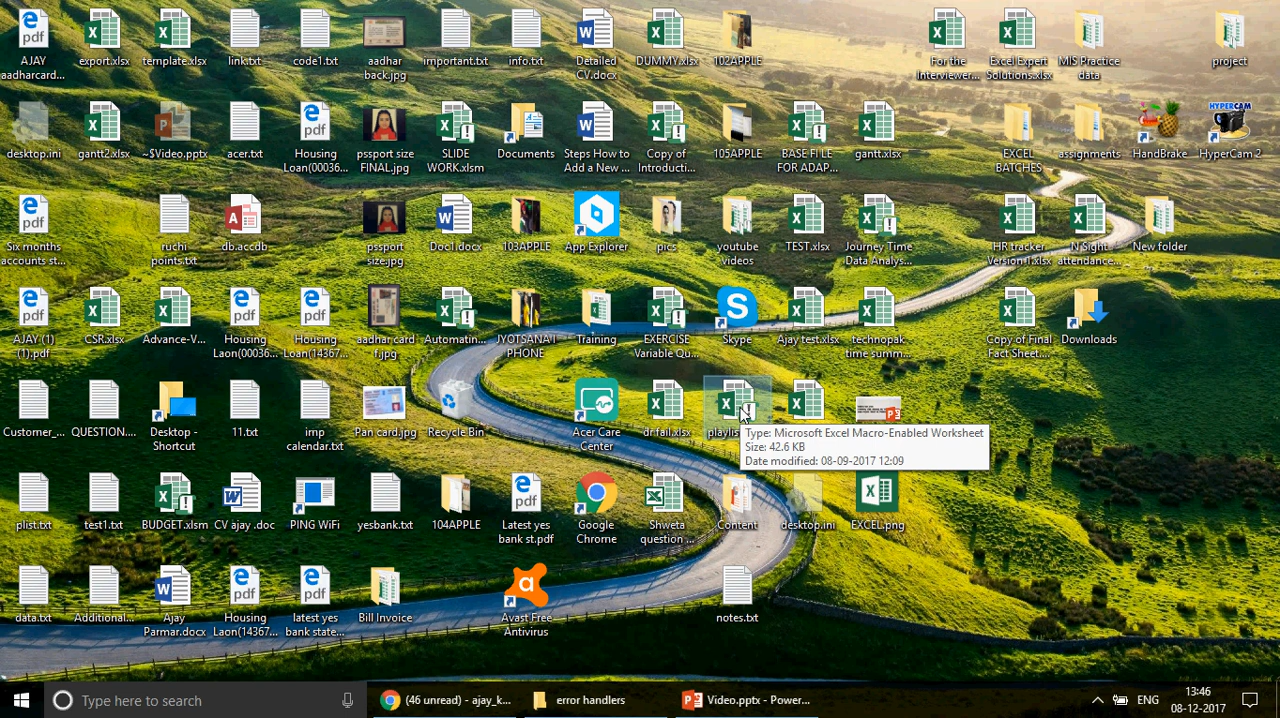 AJAY
aadharcard...
export.xlsx
template.xlsx
link.txt
code1.txt
aadhar
back.jpg
important.txt
info.txt
Detailed
CV.docx
DUMMY.xlsx
102APPLE
For the
Interviewer...
Excel Expert
Solutions.xlsx
MIS Practice
data
project
desktop.ini
gantt2.xlsx
~$Video.pptx
acer.txt
Housing
Loan(00036...
pssport size
FINAL.jpg
SLIDE
WORK.xlsm
Documents
Steps How to
Add a New ...
Copy of
Introducti...
105APPLE
BASE FILE
FOR ADAP...
gantt.xlsx
EXCEL
BATCHES
assignments
HandBrake
HYPERCAM
HyperCam 2
Six months
accounts st...
ruchi
points.txt
db.accdb
pssport
size.jpg
Doc1.docx
103APPLE
App Explorer
pics
youtube
Videos
TEST.xlsx
Journey Time
Data Analys...
HR tracker
Version-1.xlsx
N Sight
attendance...
New folder
AJAY (1)
(1).pdf
CSR.xlsx
Advance-V...
Housing
Laon(00036...
Housing
Loan(14367...
aadhar card
f.jpg
Automatin...
JYOTSANA I
PHONE
Training
EXERCISE
Variable Qu...
Skype
Ajay test.xlsx
technopak
time summ...
Copy of Final
Fact Sheet....
Downloads
Customer_...
QUESTION....
Desktop -
Shortcut
11.txt
imp
calendar.txt
Pan card.jpg
Recycle Bin
Acer Care
Center
dr fail.xlsx
playlis
Type: Microsoft Excel Macro-Enabled Worksheet
Size: 42.6 KB
Date modified: 08-09-2017 12:09
plist.txt
test1.txt
BUDGET.xlsm
CV ajay .doc
PING WiFi
yesbank.txt
104APPLE
Latest yes
bank st.pdf
Google
Chrome
Shweta
question ...
Content
desktop.ini
EXCEL.png
data.txt
Additional...
Ajay
Parmar.docx
Housing
Laon(14367...
latest yes
bank state...
Bill Invoice
Avast Free
Antivirus
notes.txt
Type here to search
(46 unread) - ajay_k...
error handlers
Video.pptx - Power...
ENG
13:46
08-12-2017